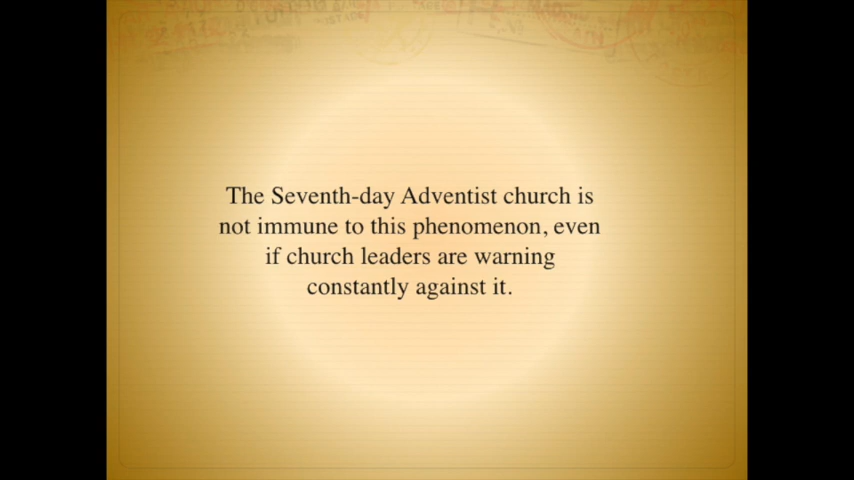 The Seventh-day Adventist church is
not immune to this phenomenon, even
if church leaders are warning
constantly against it.